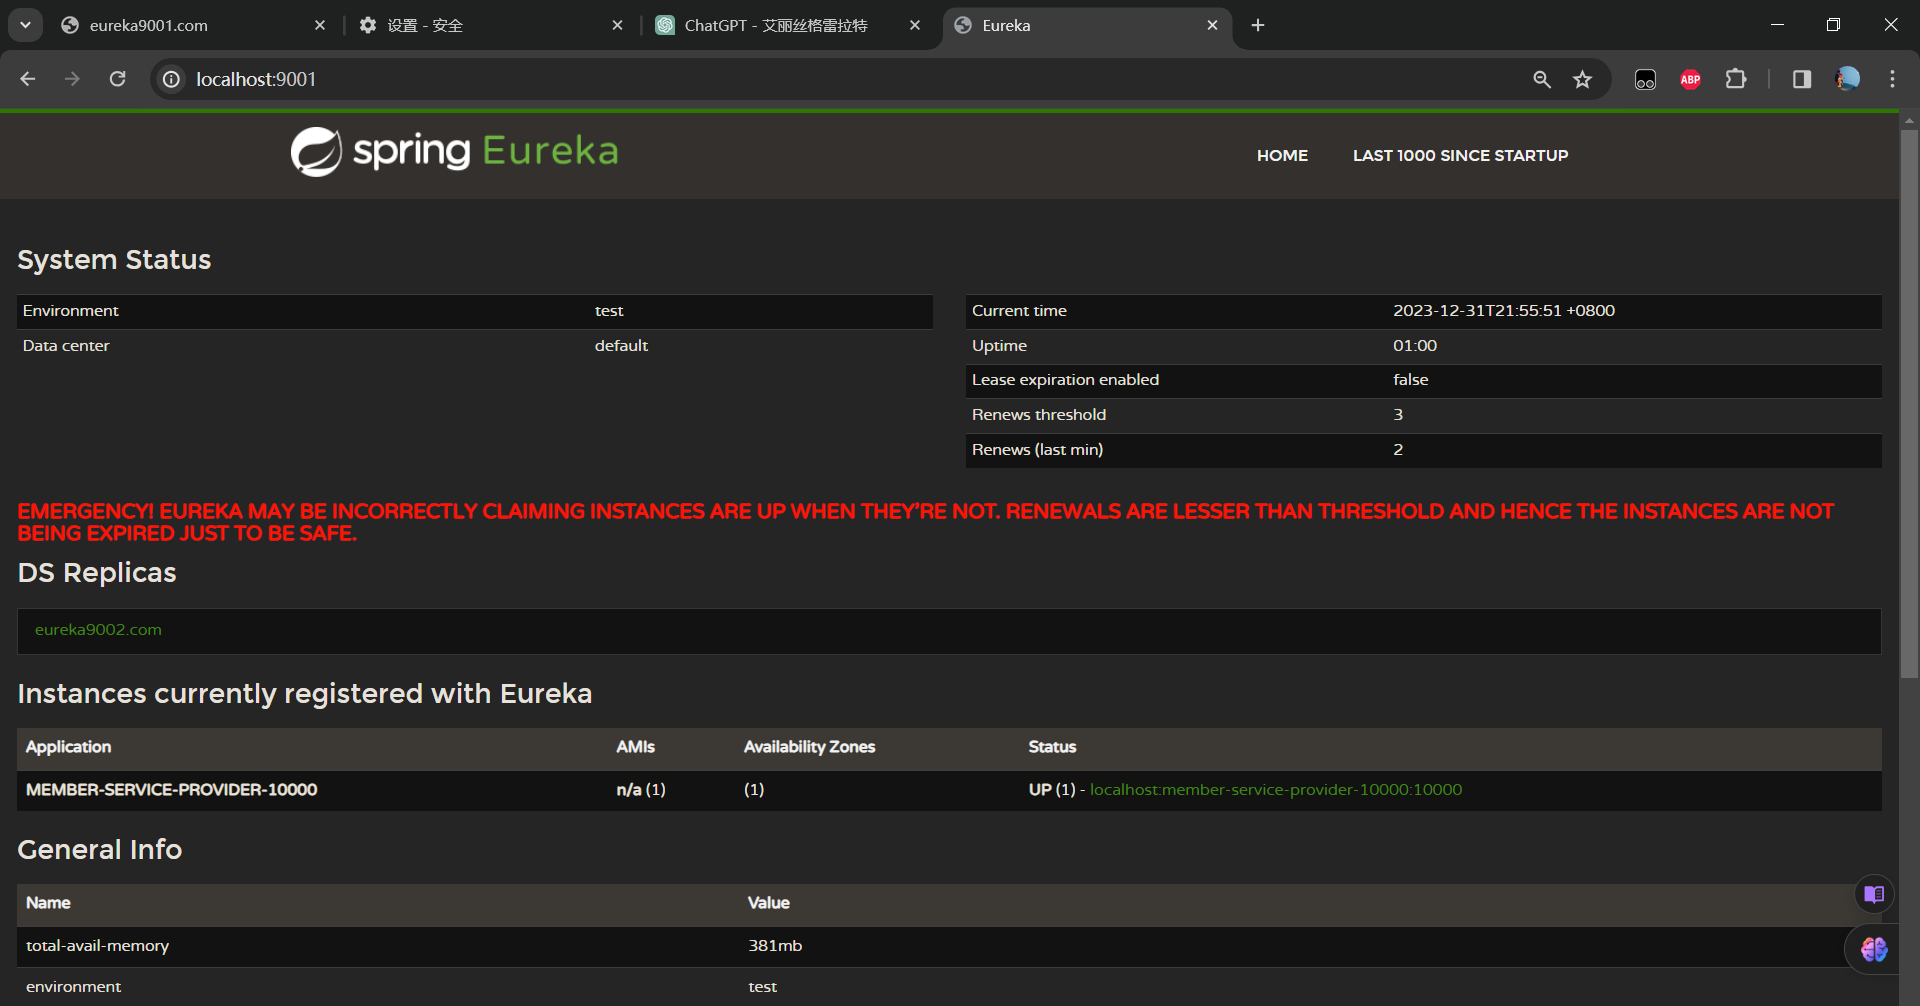 eureka9001.com
设置 - 安全
ChatGPT - 艾丽丝格雷拉特
Eureka
localhost:9001
ABP
spring Eureka
HOME
LAST 1000 SINCE STARTUP
System Status
Environment test
Data center default
Current time 2023-12-31T21:55:51 +0800
Uptime 01:00
Lease expiration enabled false
Renews threshold 3
Renews (last min) 2
EMERGENCY! EUREKA MAY BE INCORRECTLY CLAIMING INSTANCES ARE UP WHEN THEY'RE NOT. RENEWALS ARE LESSER THAN THRESHOLD AND HENCE THE INSTANCES ARE NOT
BEING EXPIRED JUST TO BE SAFE.
DS Replicas
eureka9002.com
Instances currently registered with Eureka
Application AMIs Availability Zones Status
MEMBER-SERVICE-PROVIDER-10000 n/a (1) (1) UP (1) - localhost:member-service-provider-10000:10000
General Info
Name Value
total-avail-memory 381mb
environment test